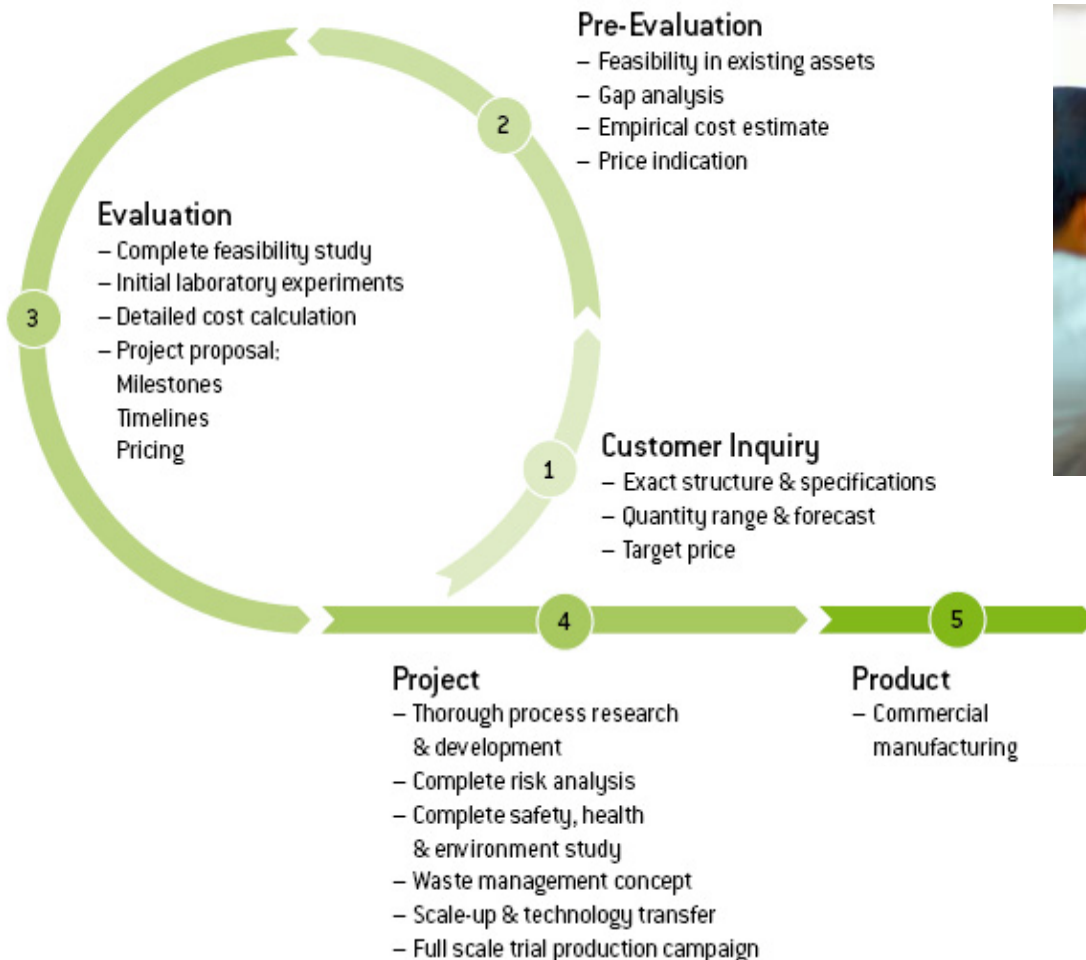 Pre-Evaluation
– Feasibility in existing assets
– Gap analysis
– Empirical cost estimate
– Price indication
2
Evaluation
– Complete feasibility study
– Initial laboratory experiments
– Detailed cost calculation
– Project proposal:
Milestones
Timelines
Pricing
3
1
Customer Inquiry
– Exact structure & specifications
– Quantity range & forecast
– Target price
4
5
Project
– Thorough process research
& development
– Complete risk analysis
– Complete safety, health
& environment study
– Waste management concept
– Scale-up & technology transfer
– Full scale trial production campaign
Product
– Commercial
manufacturing